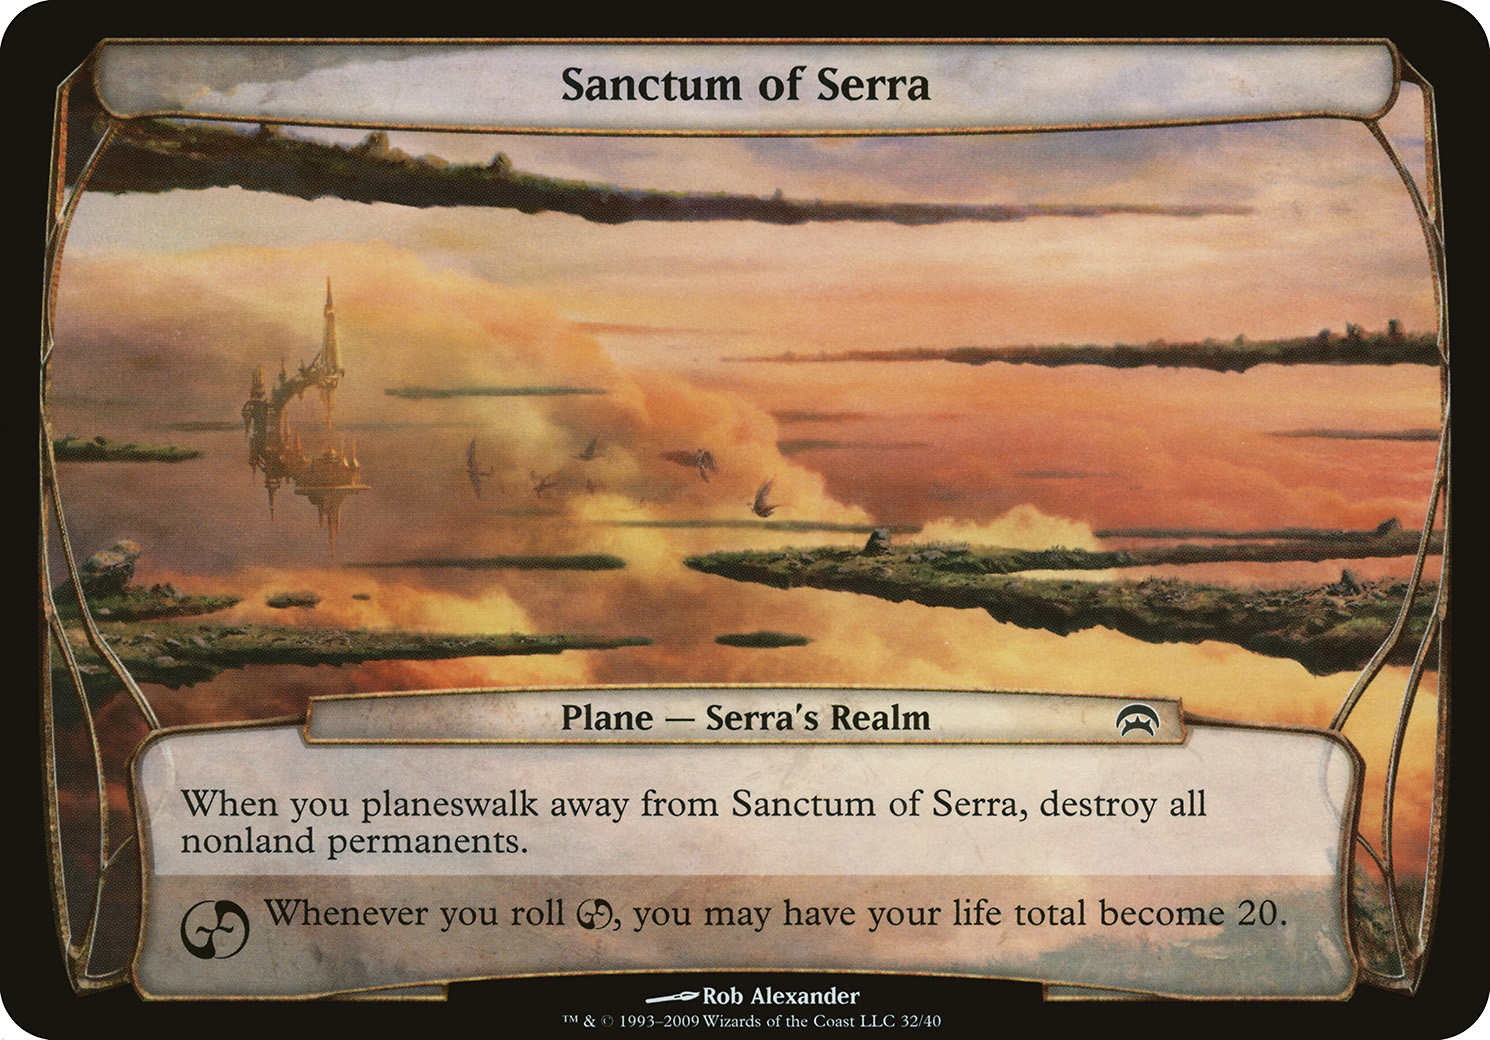 Sanctum of Serra
Plane — Serra's Realm
When you planeswalk away from Sanctum of Serra, destroy all
nonland permanents.
Whenever you roll , you may have your life total become 20.
Rob Alexander
™ & © 1993–2009 Wizards of the Coast LLC 32/40